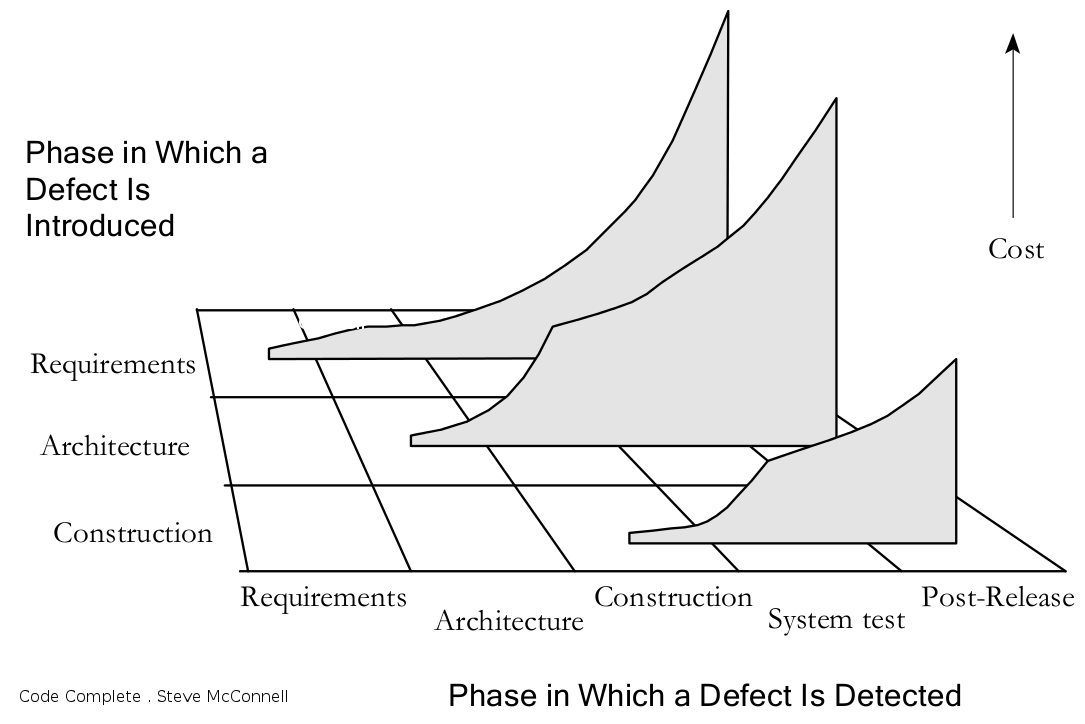 Phase in Which a
Defect Is
Introduced
Cost
Requirements
Architecture
Construction
Requirements
Architecture
Construction
System test
Post-Release
Code Complete . Steve McConnell
Phase in Which a Defect Is Detected